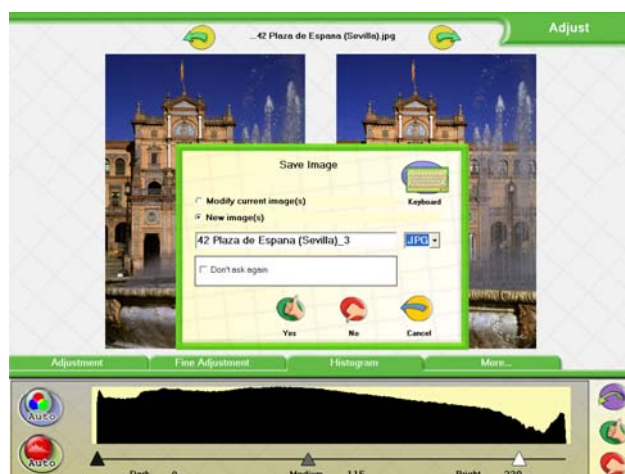 ...42 Plaza de Espana (Sevilla).jpg
Adjust
Save Image
Keyboard
Modify current image(s)
New image(s)
42 Plaza de Espana (Sevilla)_3
JPG
Don't ask again
Yes No Cancel
Adjustment Fine Adjustment Histogram More...
Auto
Auto
Dark 0 Medium 115 Bright 230